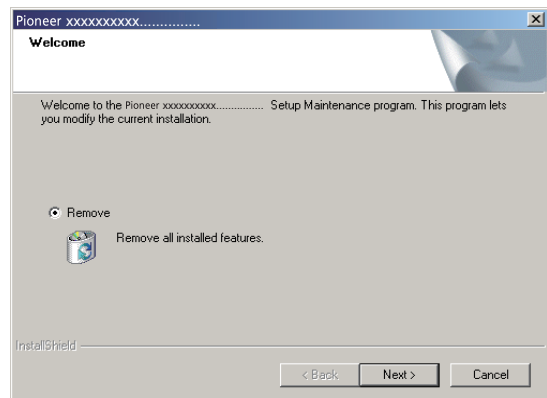 Pioneer xxxxxxxxxx...............
Welcome
Welcome to the Pioneer xxxxxxxxxx................ Setup Maintenance program. This program lets
you modify the current installation.
Remove
Remove all installed features.
InstallShield
< Back Next > Cancel